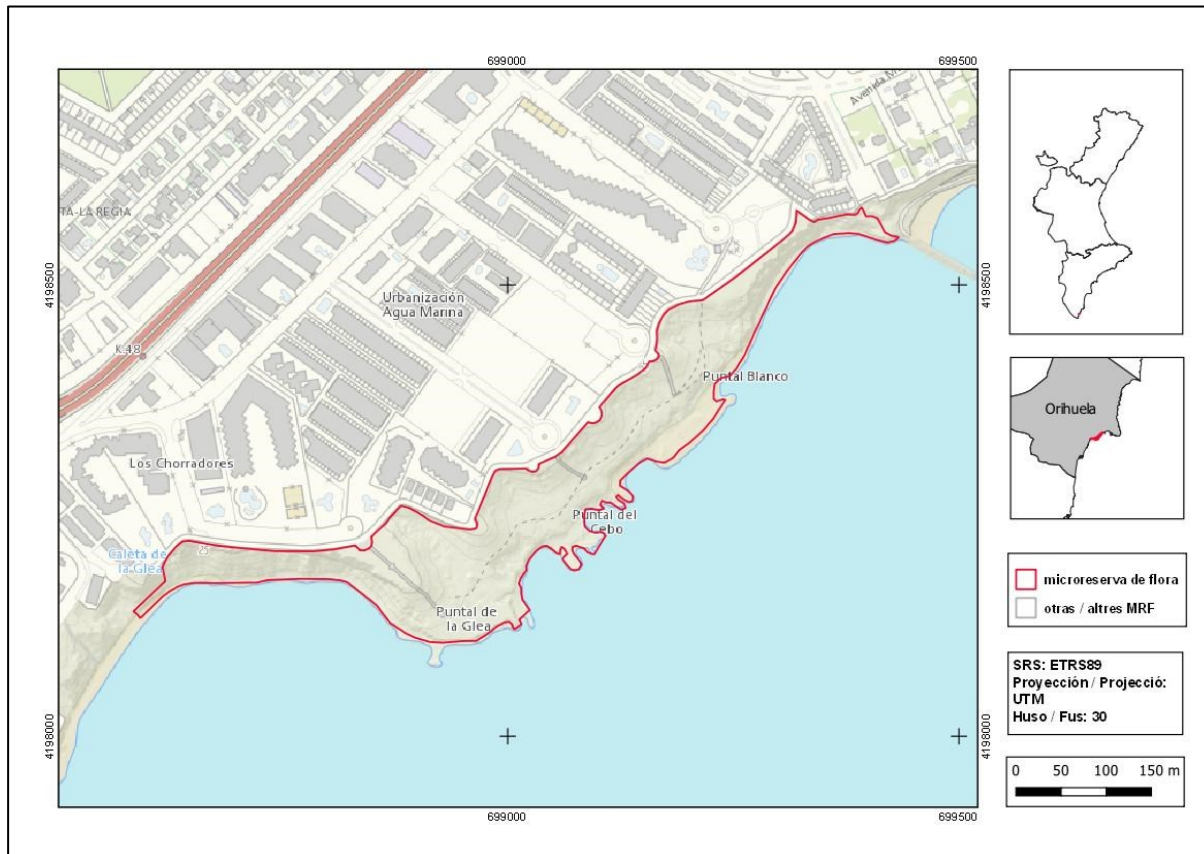 699000
699500
Avenida M
TA-LA REGIA
4198500
4198500
Urbanización
Agua Marina
K.48
Puntal Blanco
Los Chorradores
Puntal del
Cebo
Caleta de
la Glea
25
Puntal de
la Glea
4198000
4198000
699000
699500
Orihuela
microreserva de flora
otras / altres MRF
SRS: ETRS89
Proyección / Projecció:
UTM
Huso / Fus: 30
0 50 100 150 m